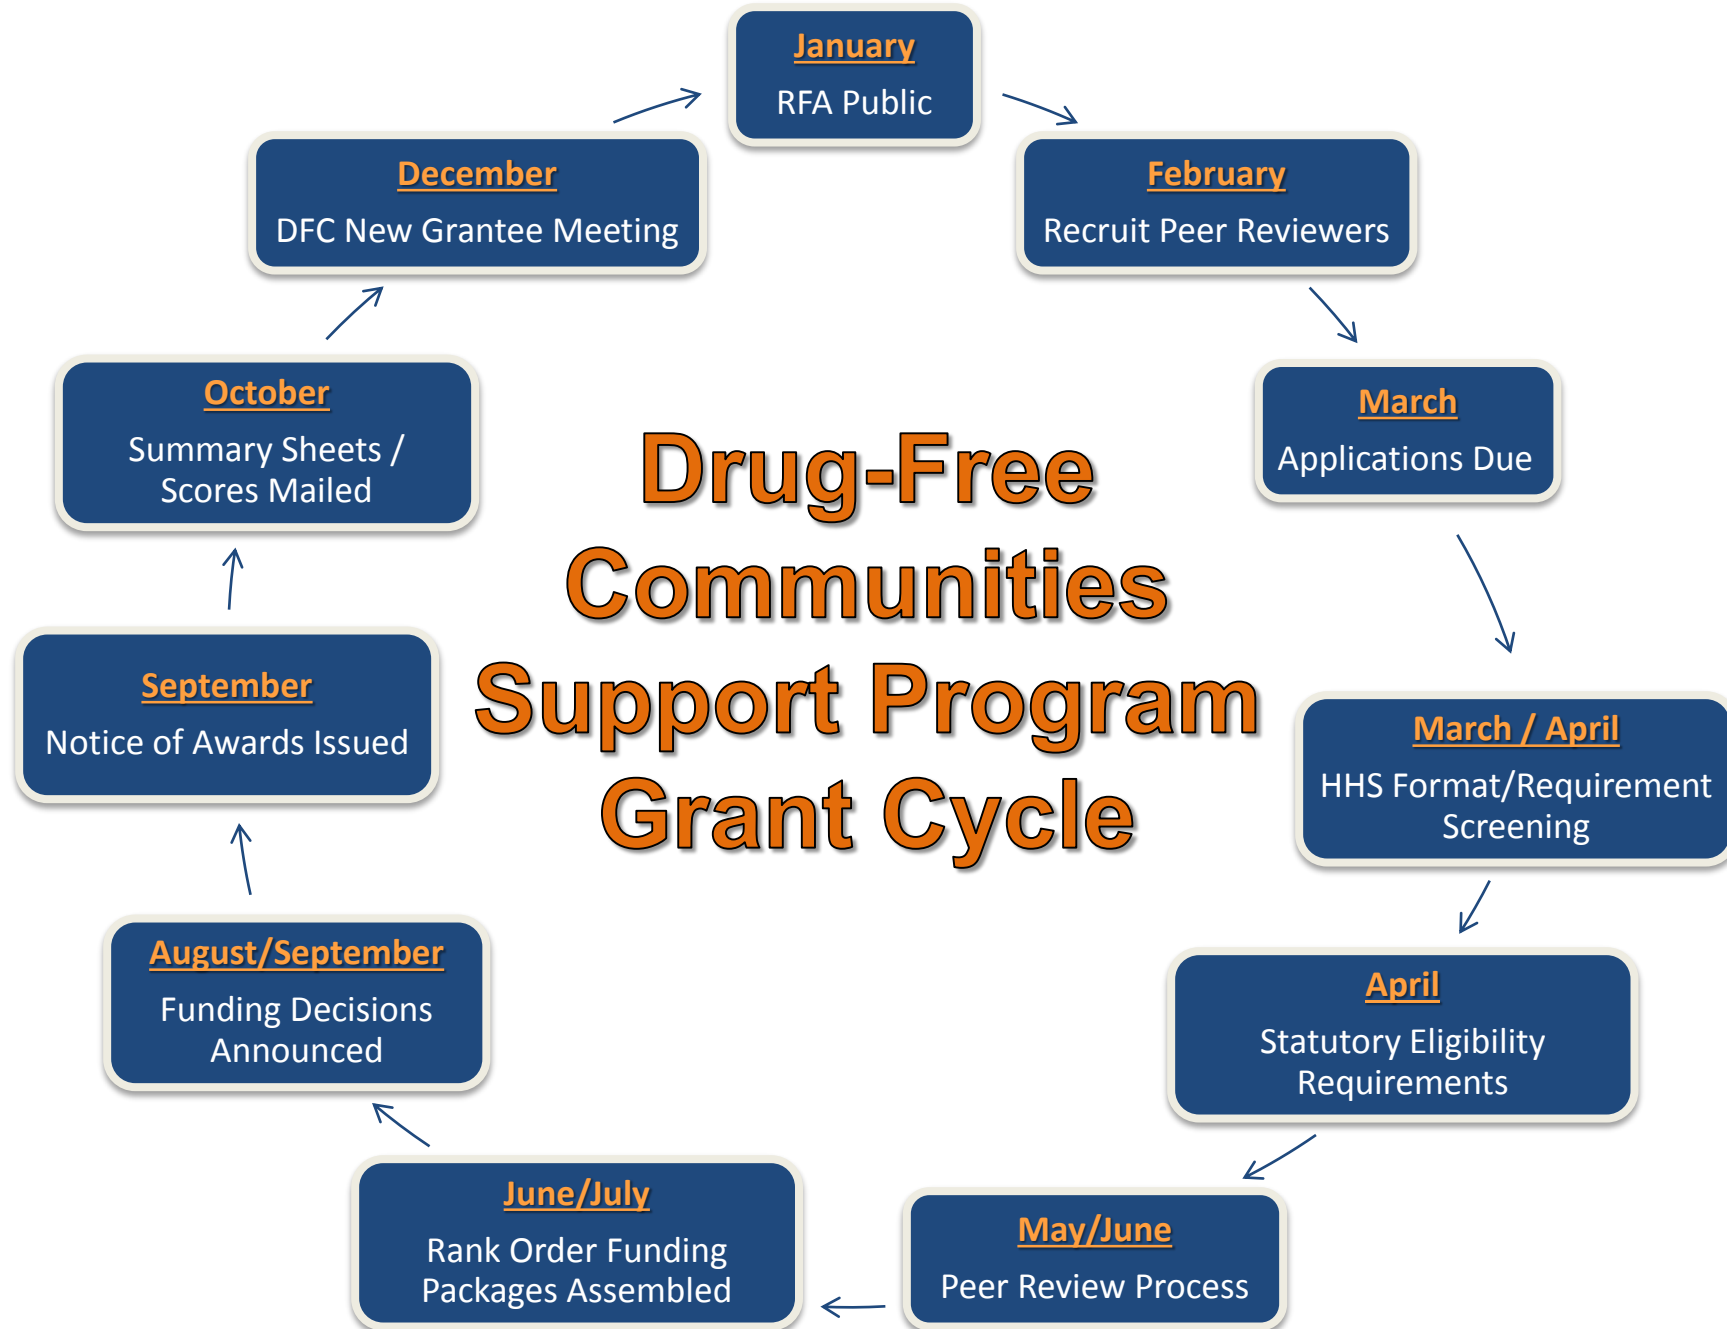 January
RFA Public
February
Recruit Peer Reviewers
March
Applications Due
March / April
HHS Format/Requirement
Screening
April
Statutory Eligibility
Requirements
May/June
Peer Review Process
June/July
Rank Order Funding
Packages Assembled
August/September
Funding Decisions
Announced
September
Notice of Awards Issued
October
Summary Sheets /
Scores Mailed
December
DFC New Grantee Meeting
Drug-Free
Communities
Support Program
Grant Cycle